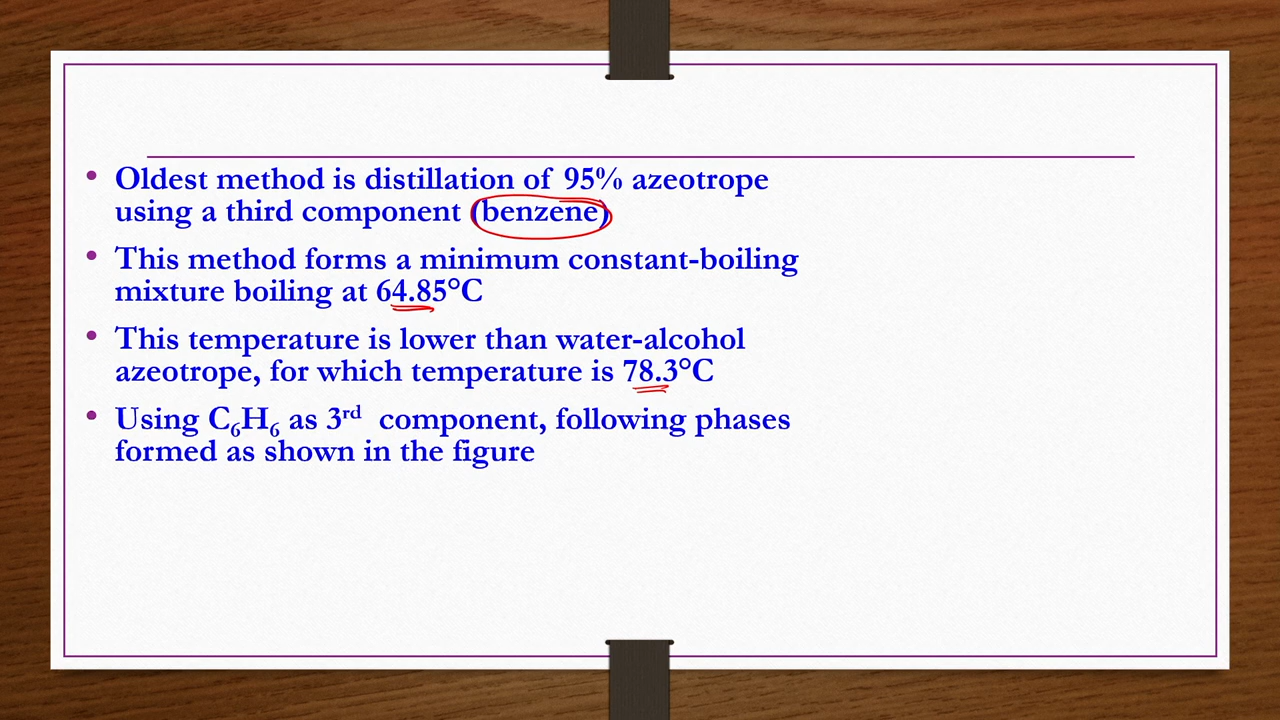 • Oldest method is distillation of 95% azeotrope
using a third component (benzene)
• This method forms a minimum constant-boiling
mixture boiling at 64.85°C
• This temperature is lower than water-alcohol
azeotrope, for which temperature is 78.3°C
• Using C₆H₆ as 3ʳᵈ component, following phases
formed as shown in the figure